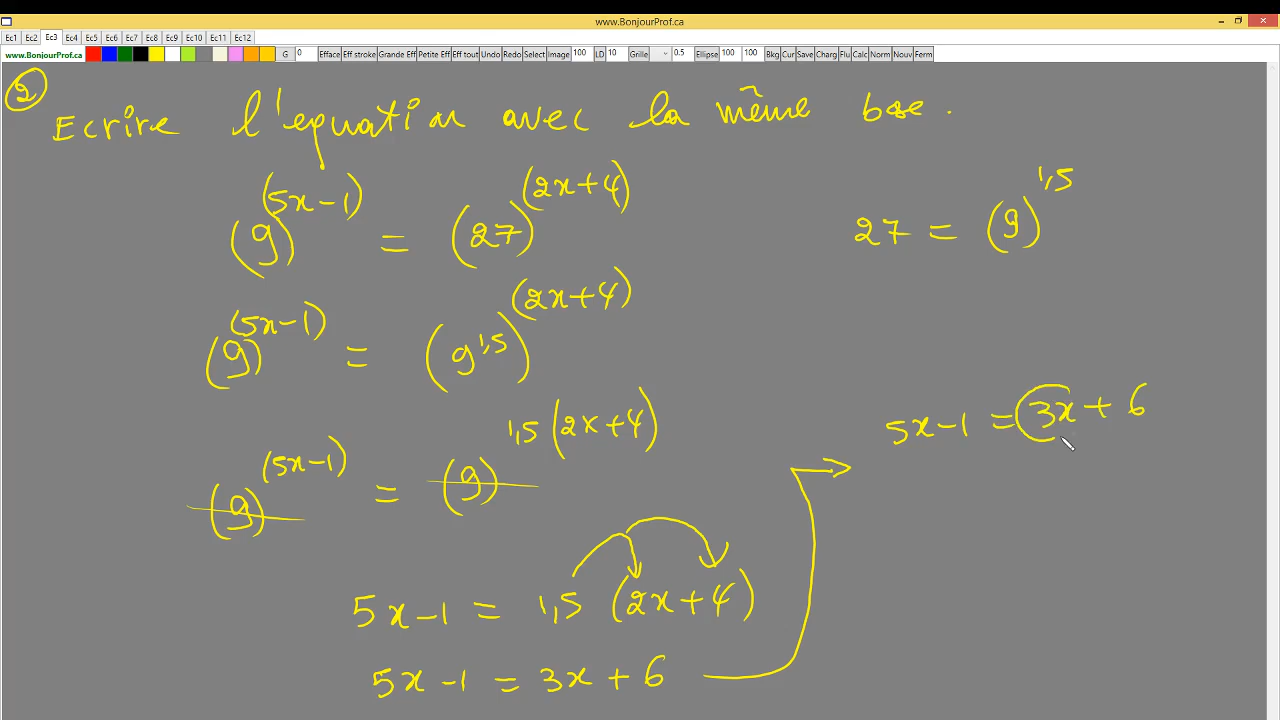 www.BonjourProf.ca
Ec1 Ec2 Ec3 Ec4 Ec5 Ec6 Ec7 Ec8 Ec9 Ec10 Ec11 Ec12
www.BonjourProf.ca G 0 Efface Eff stroke Grande Eff Petite Eff Eff tout Undo Redo Select Image 100 LD 10 Grille 0.5 Ellipse 100 100 Bkg Cur Save Charg Flu Calc Norm Nouv Ferm
2
Ecrire l'equation avec la même base.
(9)^(5x-1) = (27)^(2x+4)
27 = (9)^1,5
(9)^(5x-1) = (9^1,5)^(2x+4)
(9)^(5x-1) = (9)^1,5(2x+4)
5x-1 = 1,5 (2x+4)
5x-1 = 3x+6
5x-1 = 3x+6